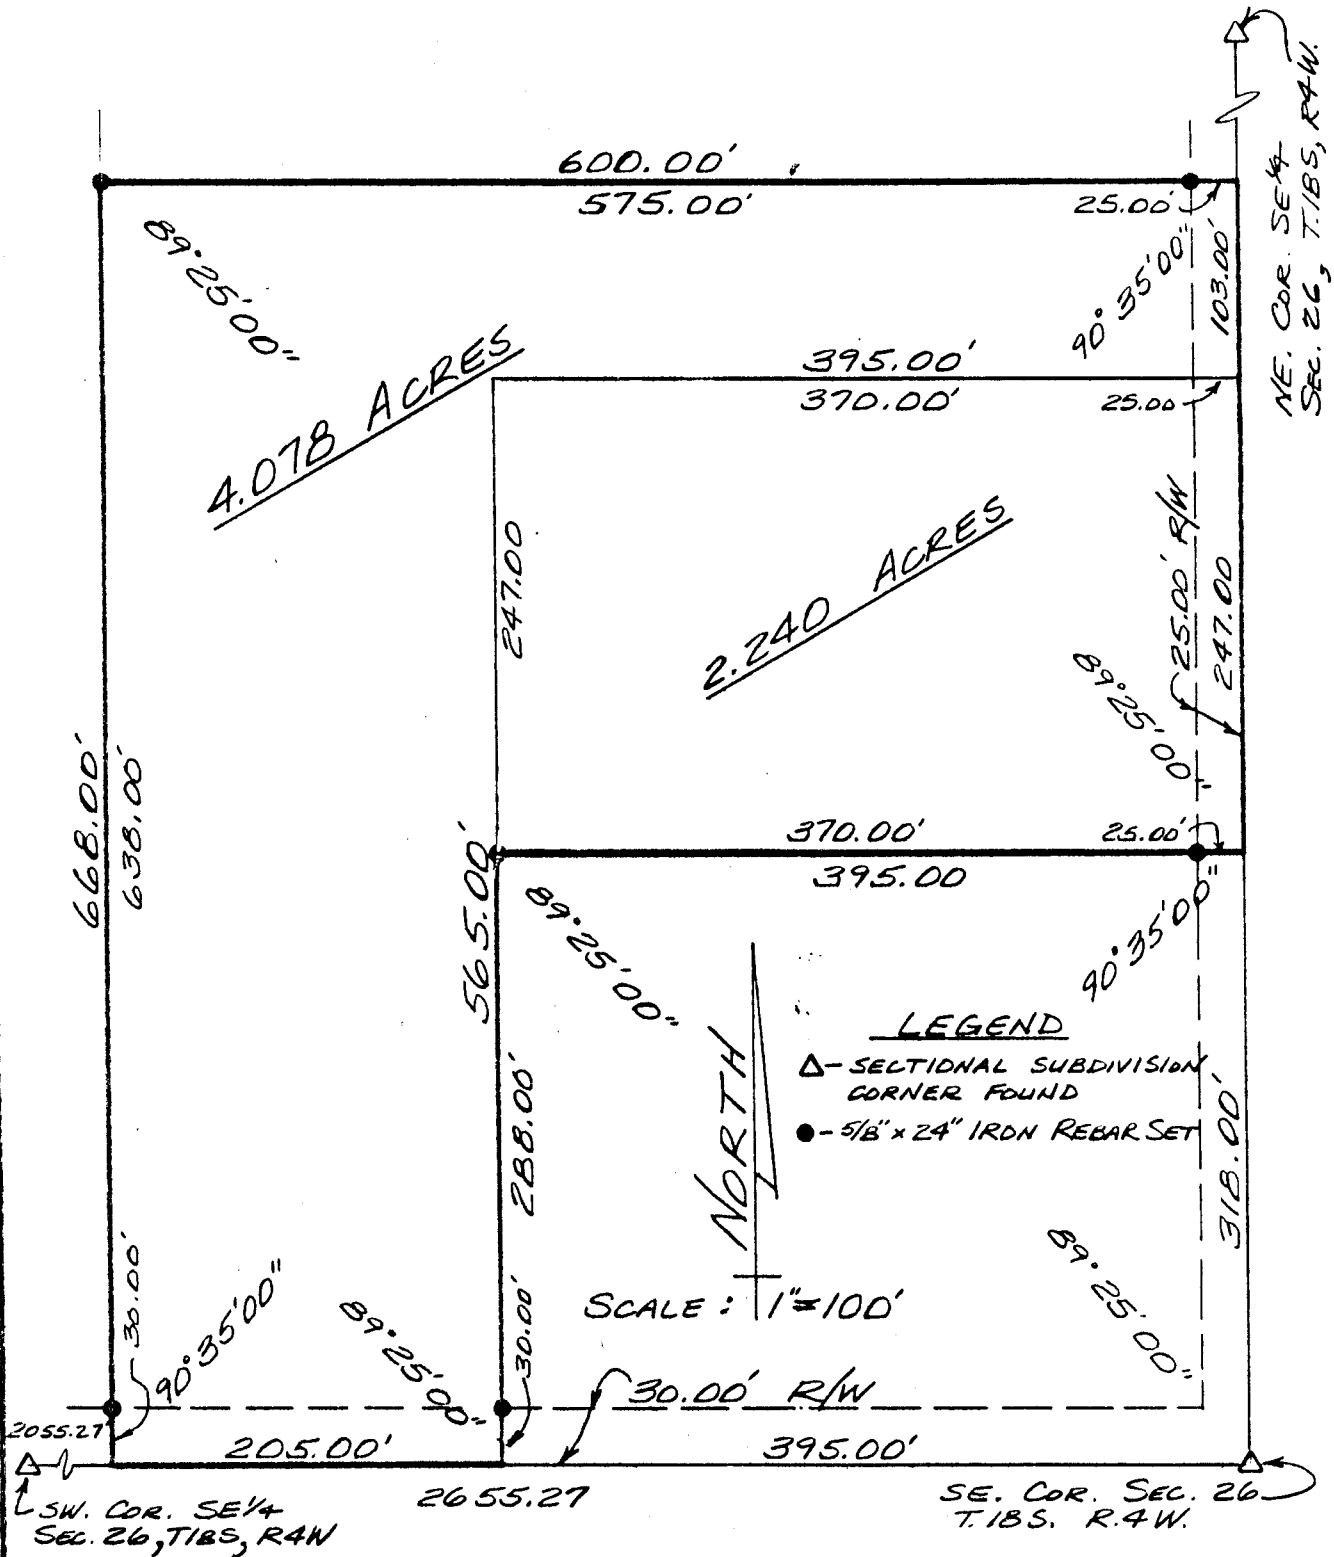 NE. COR. SE¼
SEC. 26, T.18S, R4W.
600.00'
575.00'
25.00'
89°25'00"
90°35'00"
103.00'
4.078 ACRES
395.00'
370.00'
25.00
247.00
2.240 ACRES
25.00' R/W
247.00
89°25'00"
668.00'
638.00'
370.00'
25.00'
395.00
565.00'
89°25'00"
90°35'00"
LEGEND
△- SECTIONAL SUBDIVISION
CORNER FOUND
●- 5/8" x 24" IRON REBAR SET
NORTH
288.00'
318.00'
30.00'
90°35'00"
89°25'00"
30.00'
SCALE : 1"=100'
89°25'00"
30.00' R/W
2055.27'
205.00'
395.00'
2655.27
SW. COR. SE¼
SEC. 26, T18S, R4W
SE. COR. SEC. 26
T.18S. R.4W.